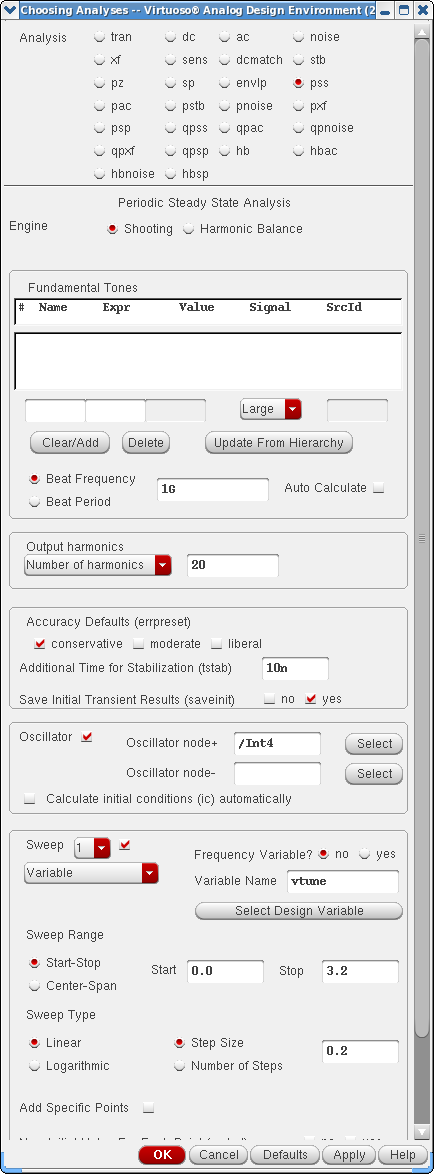 Choosing Analyses -- Virtuoso® Analog Design Environment (2
Analysis tran dc ac noise
xf sens dcmatch stb
pz sp envlp pss
pac pstb pnoise pxf
psp qpss qpac qpnoise
qpxf qpsp hb hbac
hbnoise hbsp
Periodic Steady State Analysis
Engine Shooting Harmonic Balance
Fundamental Tones
# Name Expr Value Signal SrcId
Large
Clear/Add Delete Update From Hierarchy
Beat Frequency 1G Auto Calculate
Beat Period
Output harmonics
Number of harmonics 20
Accuracy Defaults (errpreset)
conservative moderate liberal
Additional Time for Stabilization (tstab) 10n
Save Initial Transient Results (saveinit) no yes
Oscillator Oscillator node+ /Int4 Select
Oscillator node- Select
Calculate initial conditions (ic) automatically
Sweep 1 Frequency Variable? no yes
Variable Variable Name vtune
Select Design Variable
Sweep Range
Start-Stop Start 0.0 Stop 3.2
Center-Span
Sweep Type
Linear Step Size 0.2
Logarithmic Number of Steps
Add Specific Points
OK Cancel Defaults Apply Help